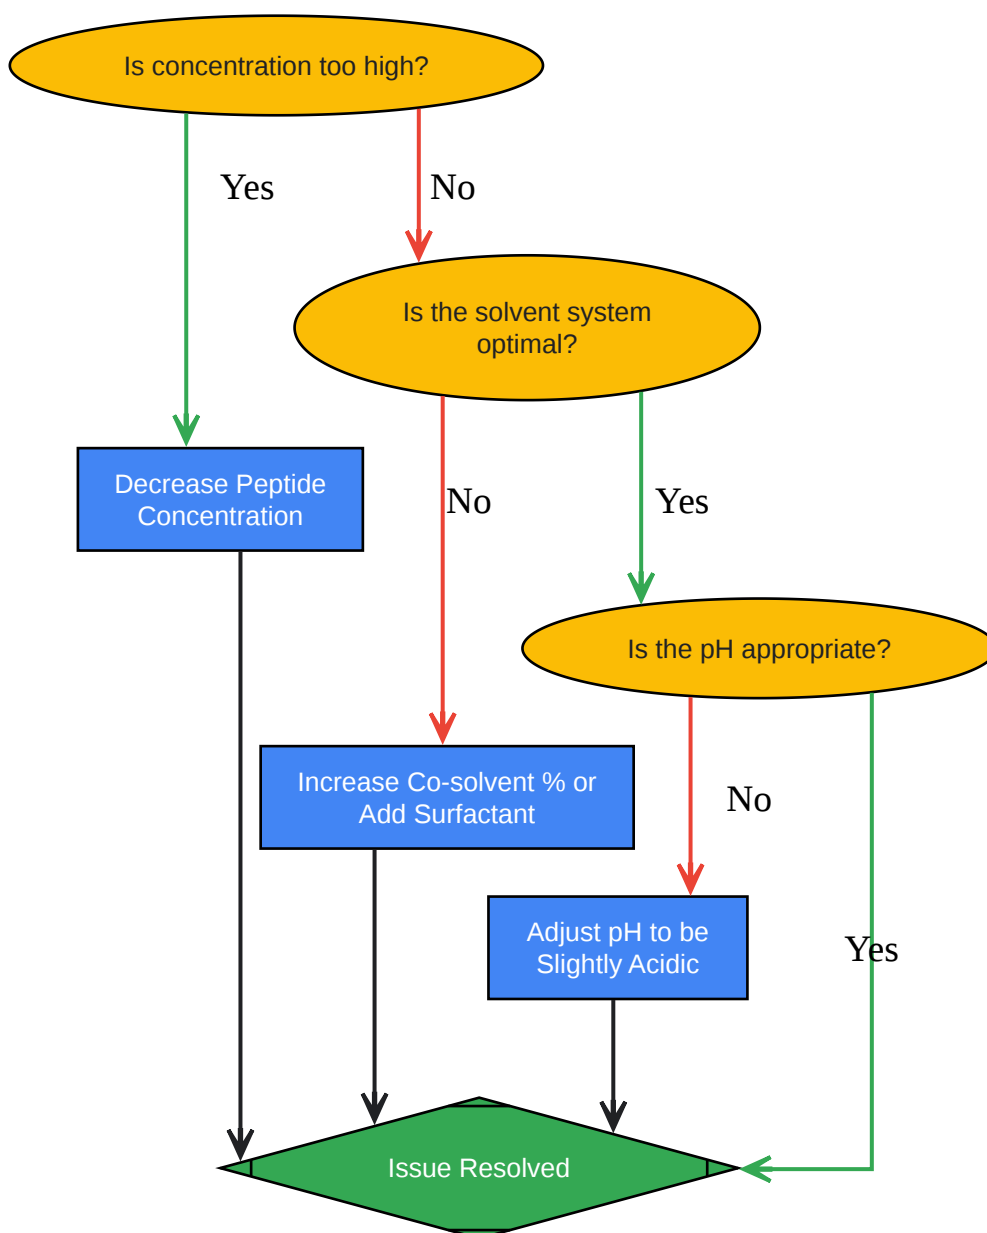 Is concentration too high?
Yes
No
Is the solvent system
optimal?
Decrease Peptide
Concentration
No
Yes
Is the pH appropriate?
Increase Co-solvent % or
Add Surfactant
No
Adjust pH to be
Slightly Acidic
Yes
Issue Resolved